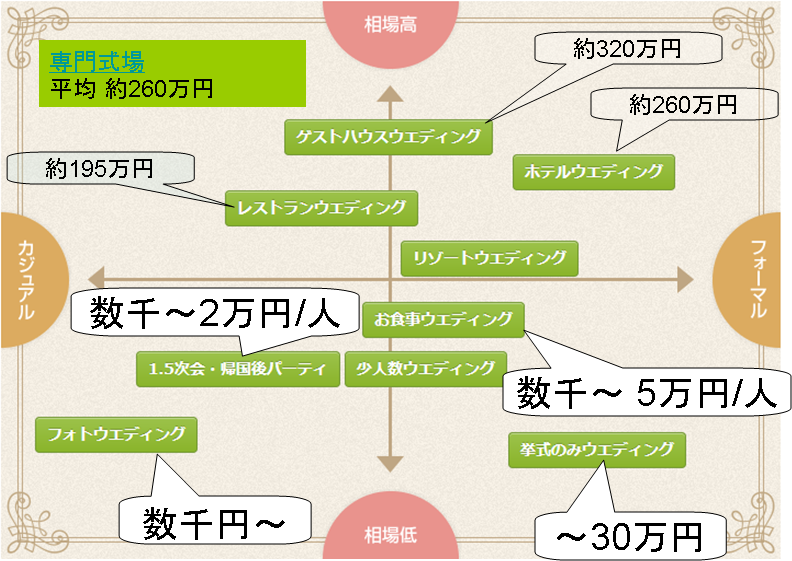 相場高
専門式場
平均 約260万円
約320万円
約260万円
ゲストハウスウエディング
ホテルウエディング
約195万円
レストランウエディング
カジュアル
リゾートウエディング
フォーマル
数千～2万円/人
お食事ウエディング
1.5次会・帰国後パーティ
少人数ウエディング
数千～ 5万円/人
フォトウエディング
挙式のみウエディング
数千円～
相場低
～30万円